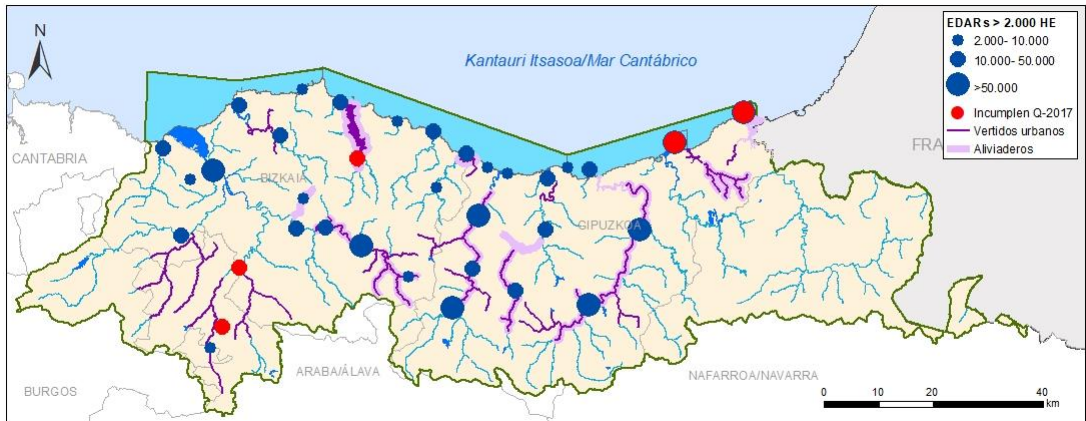 N
Kantauri Itsasoa/Mar Cantábrico
EDARs > 2.000 HE
2.000- 10.000
10.000- 50.000
>50.000
Incumplen Q-2017
Vertidos urbanos
Aliviaderos
CANTABRIA
FRA
BIZKAIA
GIPUZKOA
ARABA/ÁLAVA
NAFARROA/NAVARRA
BURGOS
0 10 20 30 40
km